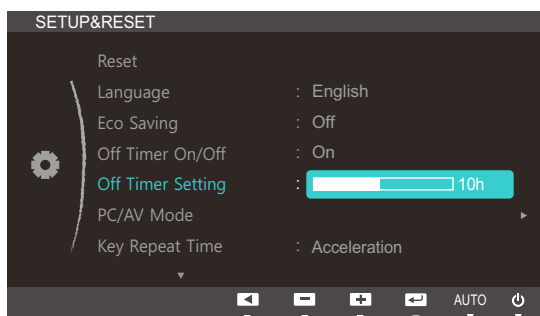 SETUP&RESET
Reset
Language : English
Eco Saving : Off
Off Timer On/Off : On
Off Timer Setting : 10h
PC/AV Mode
Key Repeat Time : Acceleration
AUTO